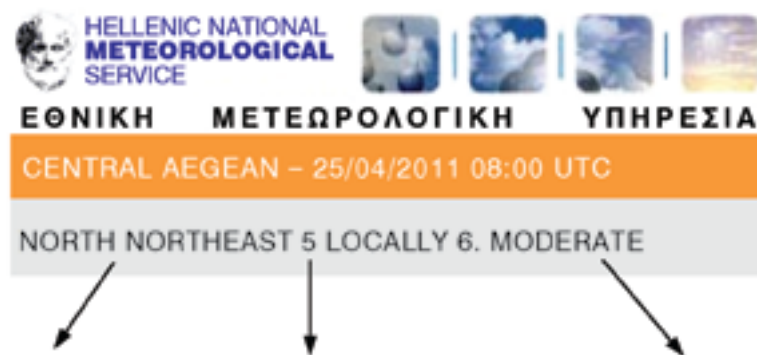 HELLENIC NATIONAL
METEOROLOGICAL
SERVICE
ΕΘΝΙΚΗ ΜΕΤΕΩΡΟΛΟΓΙΚΗ ΥΠΗΡΕΣΙΑ
CENTRAL AEGEAN – 25/04/2011 08:00 UTC
NORTH NORTHEAST 5 LOCALLY 6. MODERATE